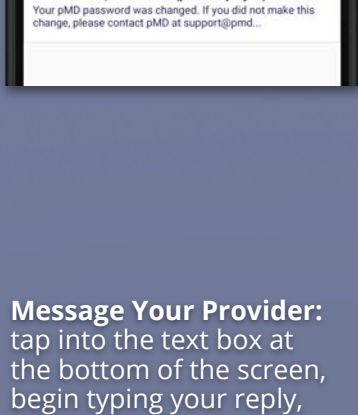 Your pMD password was changed. If you did not make this
change, please contact pMD at support@pmd...
Message Your Provider:
tap into the text box at
the bottom of the screen,
begin typing your reply,